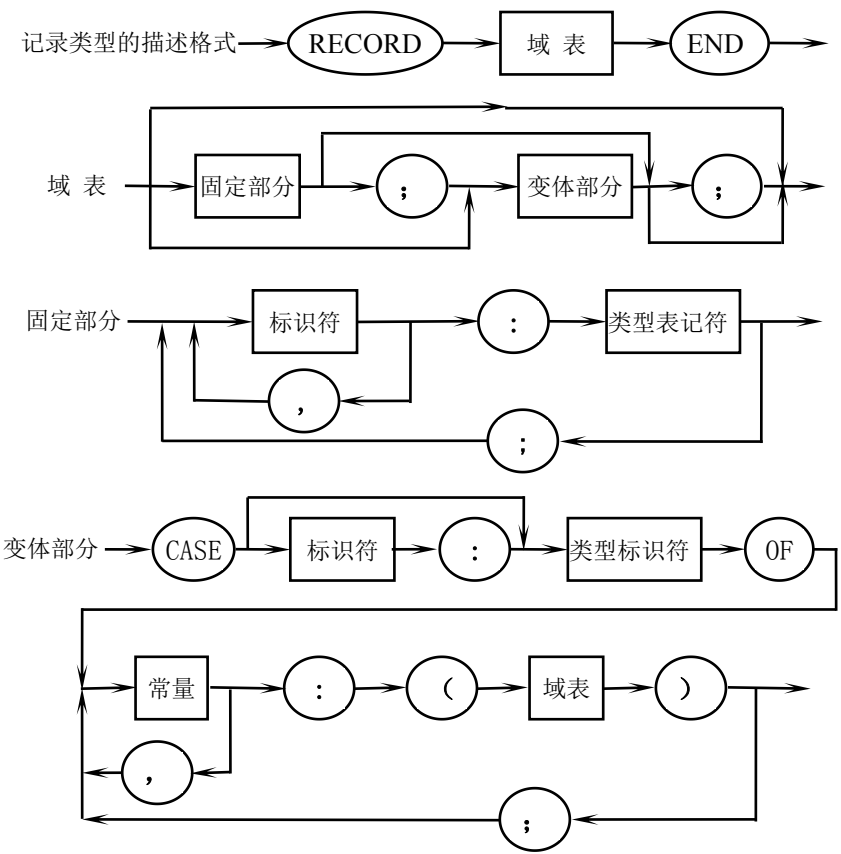 记录类型的描述格式 RECORD 域 表 END
域 表 固定部分 ; 变体部分 ;
固定部分 标识符 : 类型表记符
,
;
变体部分 CASE 标识符 : 类型标识符 OF
常量 : ( 域表 )
,
;